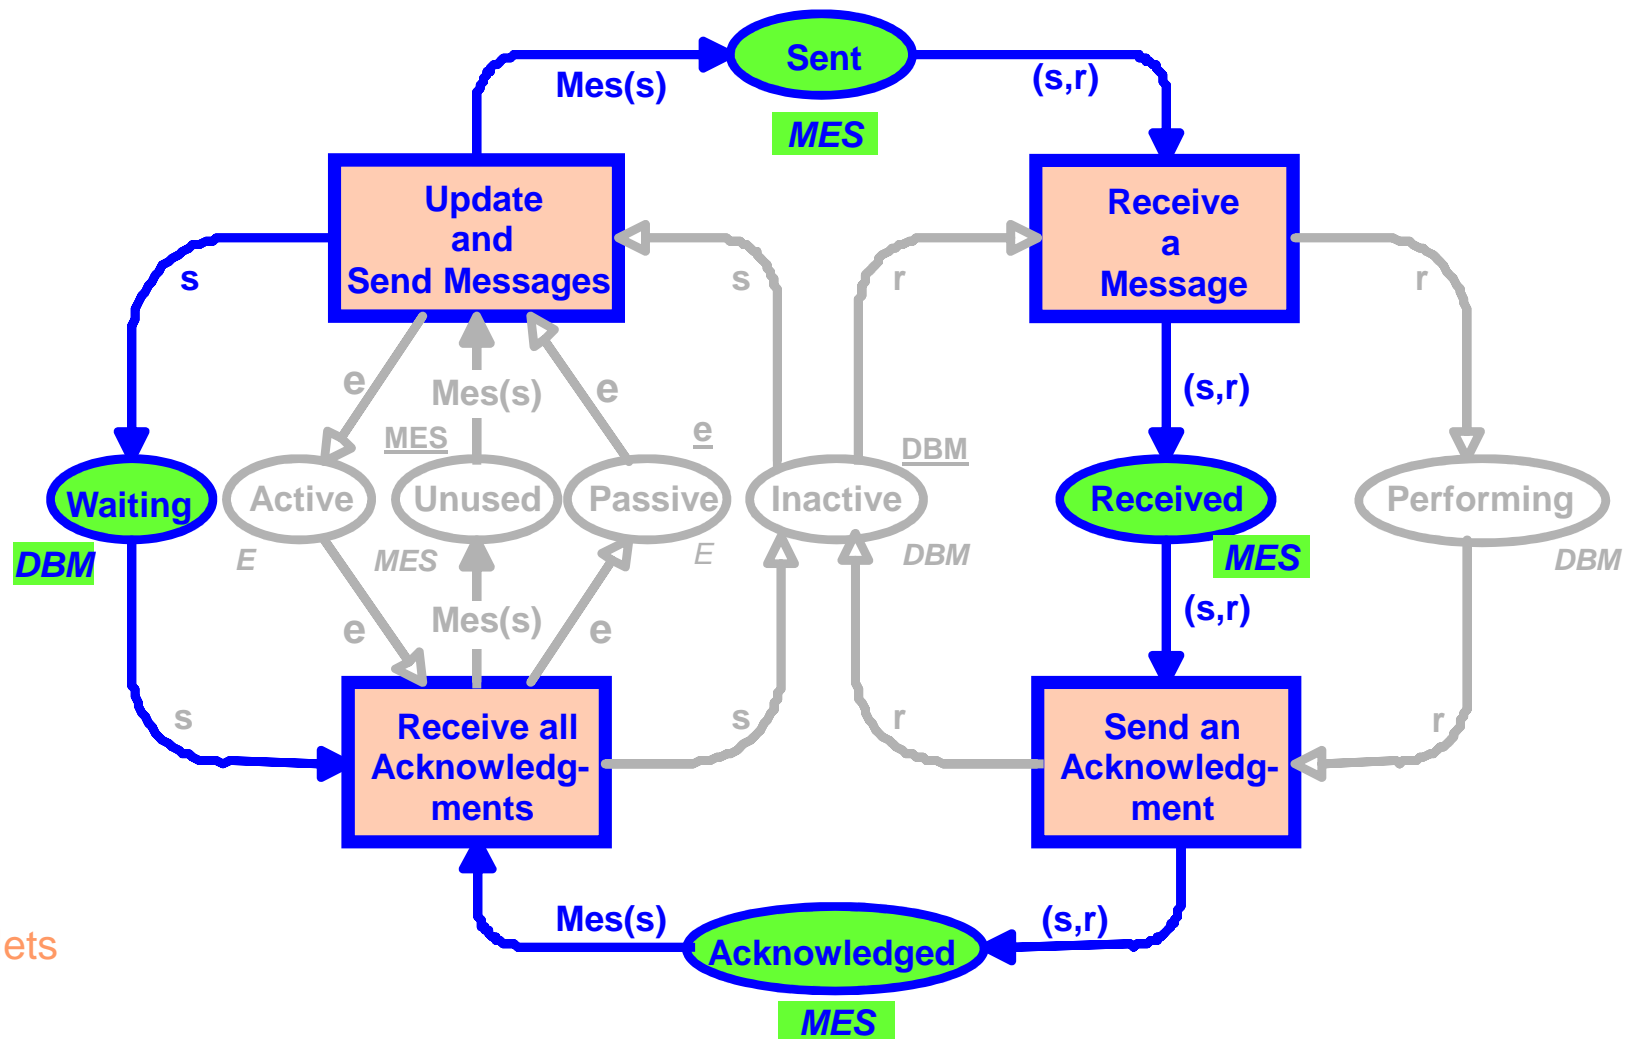 Sent
Mes(s)
(s,r)
MES
Update
and
Send Messages
Receive
a
Message
s
s
r
r
e
Mes(s)
e
(s,r)
MES
e
DBM
Waiting
Active
Unused
Passive
Inactive
Received
Performing
DBM
E
MES
E
DBM
MES
DBM
e
Mes(s)
e
(s,r)
s
s
r
r
Receive all
Acknowledg-
ments
Send an
Acknowledg-
ment
Mes(s)
(s,r)
Acknowledged
ets
MES